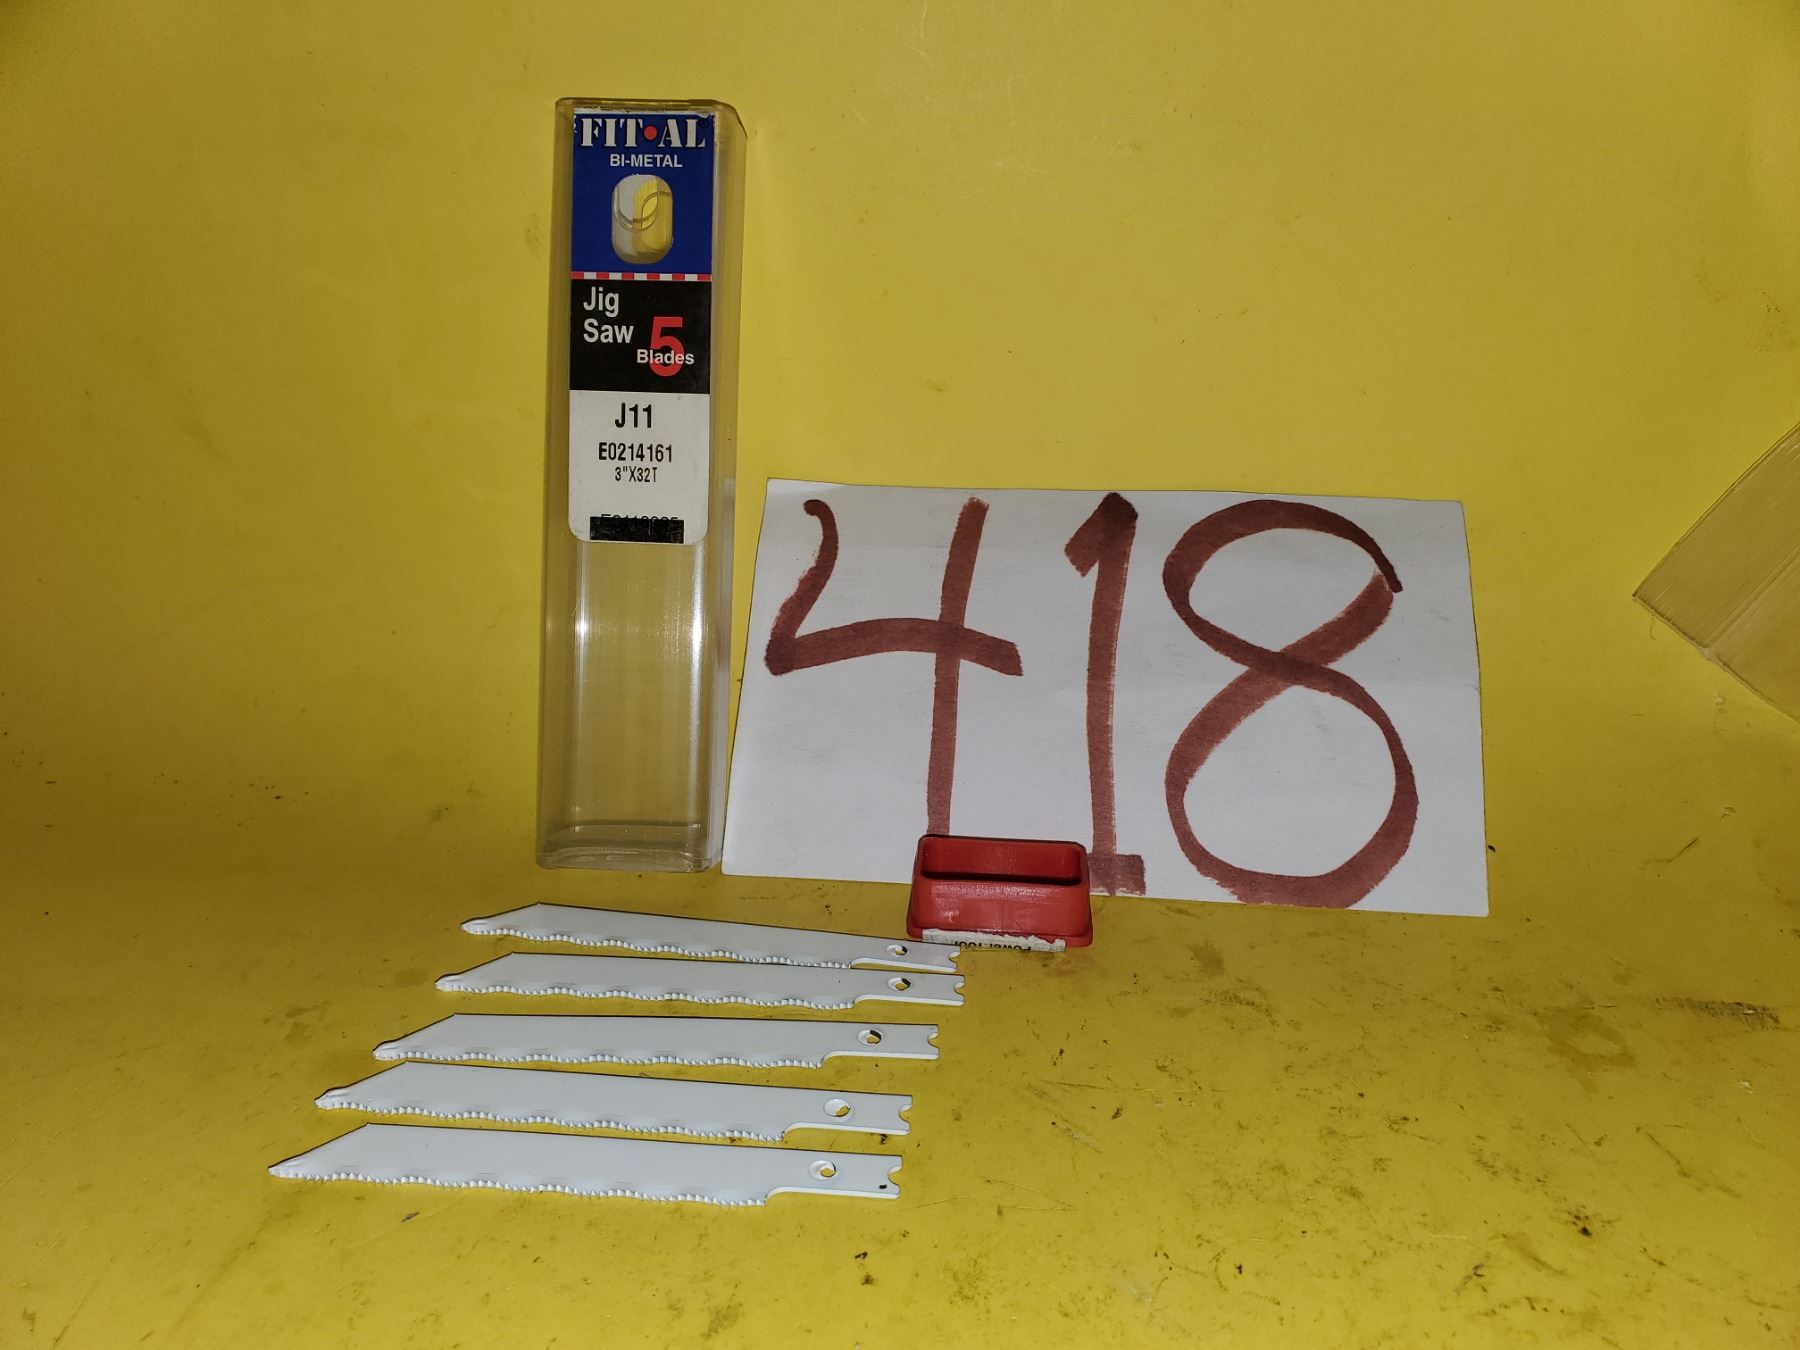 FIT•AL
BI-METAL
Jig
Saw 5
Blades
J11
E0214161
3"X32T
418